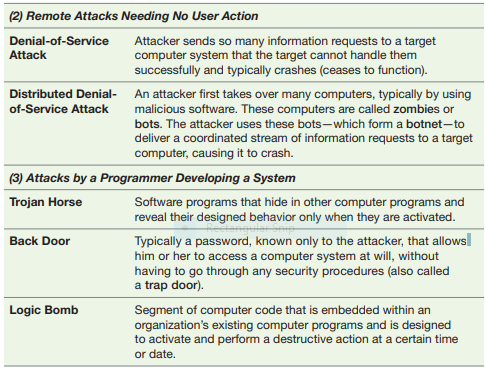 (2) Remote Attacks Needing No User Action
Denial-of-Service
Attack
Attacker sends so many information requests to a target
computer system that the target cannot handle them
successfully and typically crashes (ceases to function).
Distributed Denial-
of-Service Attack
An attacker first takes over many computers, typically by using
malicious software. These computers are called zombies or
bots. The attacker uses these bots—which form a botnet—to
deliver a coordinated stream of information requests to a target
computer, causing it to crash.
(3) Attacks by a Programmer Developing a System
Trojan Horse
Software programs that hide in other computer programs and
reveal their designed behavior only when they are activated.
Rectangular Snip
Back Door
Typically a password, known only to the attacker, that allows
him or her to access a computer system at will, without
having to go through any security procedures (also called
a trap door).
Logic Bomb
Segment of computer code that is embedded within an
organization's existing computer programs and is designed
to activate and perform a destructive action at a certain time
or date.